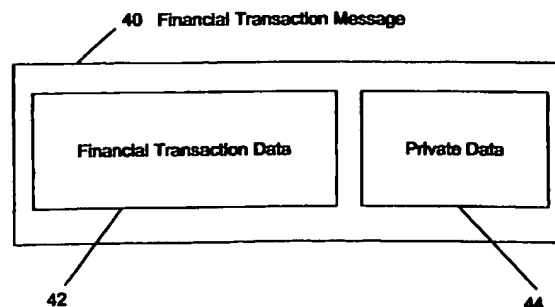 40 Financial Transaction Message
Financial Transaction Data
Private Data
42
44